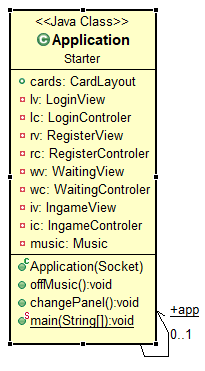 <<Java Class>>
Application
Starter
cards: CardLayout
lv: LoginView
lc: LoginControler
rv: RegisterView
rc: RegisterControler
wv: WaitingView
wc: WaitingControler
iv: IngameView
ic: IngameControler
music: Music
Application(Socket)
offMusic():void
changePanel():void
main(String[]):void
+app
0..1